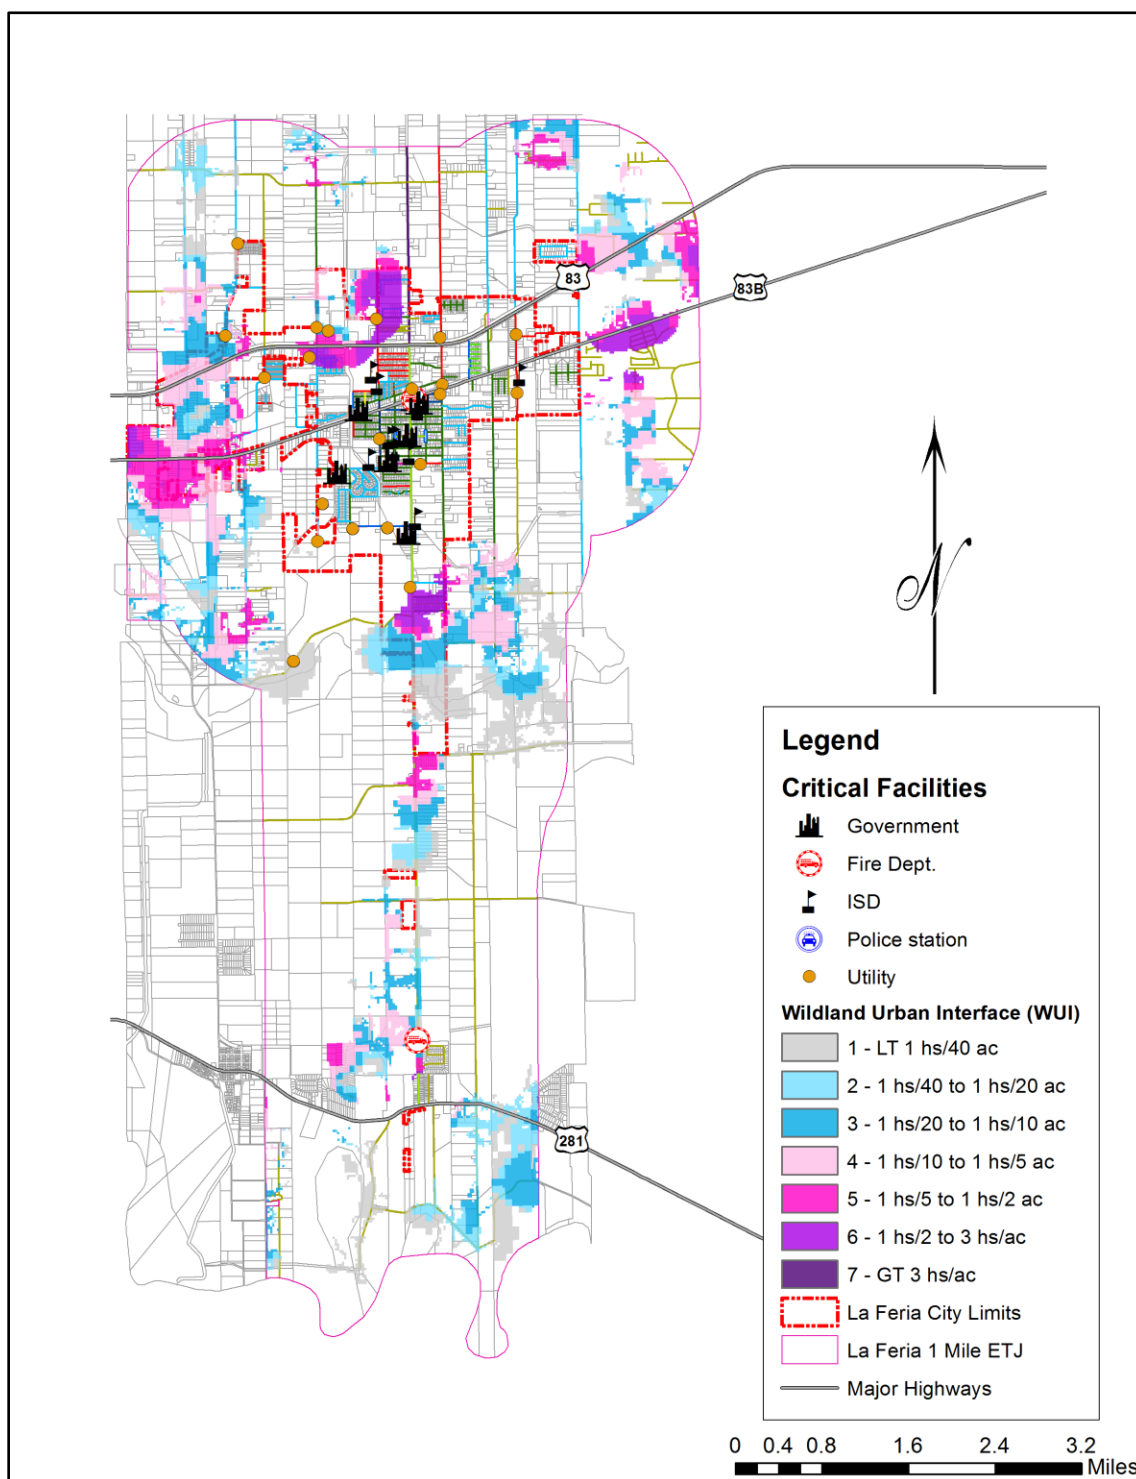 83
83B
N
281
Legend
Critical Facilities
Government
Fire Dept.
ISD
Police station
Utility
Wildland Urban Interface (WUI)
1 - LT 1 hs/40 ac
2 - 1 hs/40 to 1 hs/20 ac
3 - 1 hs/20 to 1 hs/10 ac
4 - 1 hs/10 to 1 hs/5 ac
5 - 1 hs/5 to 1 hs/2 ac
6 - 1 hs/2 to 3 hs/ac
7 - GT 3 hs/ac
La Feria City Limits
La Feria 1 Mile ETJ
Major Highways
0 0.4 0.8 1.6 2.4 3.2
Miles